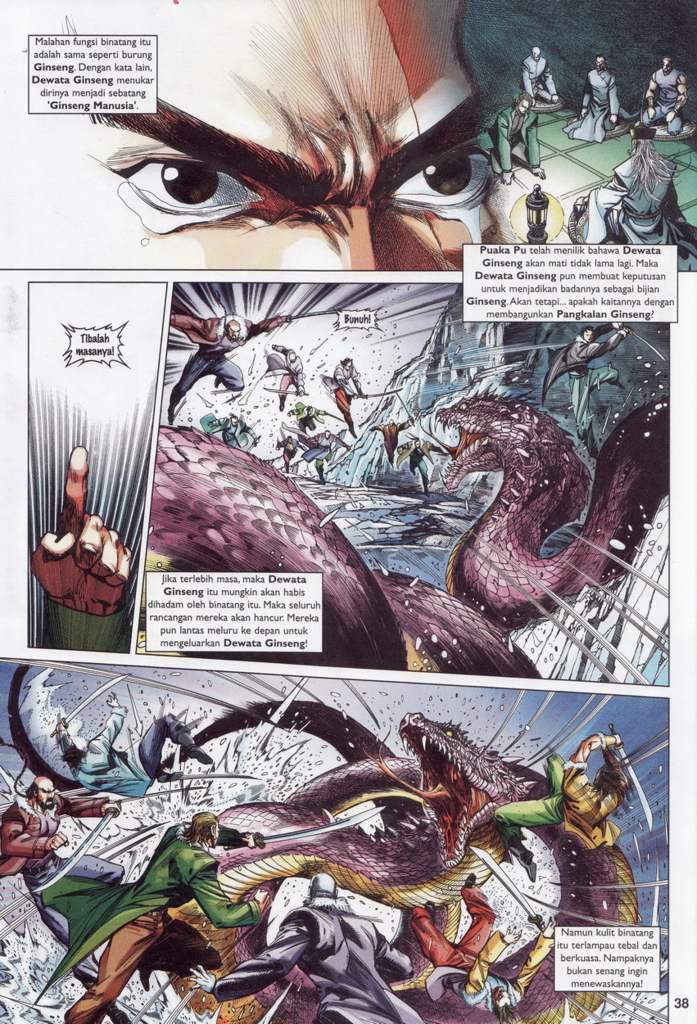 Malahan fungsi binatang itu
adalah sama seperti burung
Ginseng. Dengan kata lain,
Dewata Ginseng menukar
dirinya menjadi sebatang
'Ginseng Manusia'.
Puaka Pu telah menilik bahawa Dewata
Ginseng akan mati tidak lama lagi. Maka
Dewata Ginseng pun membuat keputusan
untuk menjadikan badannya sebagai bijian
Ginseng. Akan tetapi... apakah kaitannya dengan
membangunkan Pangkalan Ginseng?
Tibalah
masanya!
Bunuh!
Jika terlebih masa, maka Dewata
Ginseng itu mungkin akan habis
dihadam oleh binatang itu. Maka seluruh
rancangan mereka akan hancur. Mereka
pun lantas meluru ke depan untuk
mengeluarkan Dewata Ginseng!
Namun kulit binatang
itu terlampau tebal dan
berkuasa. Nampaknya
bukan senang ingin
menewaskannya!
38